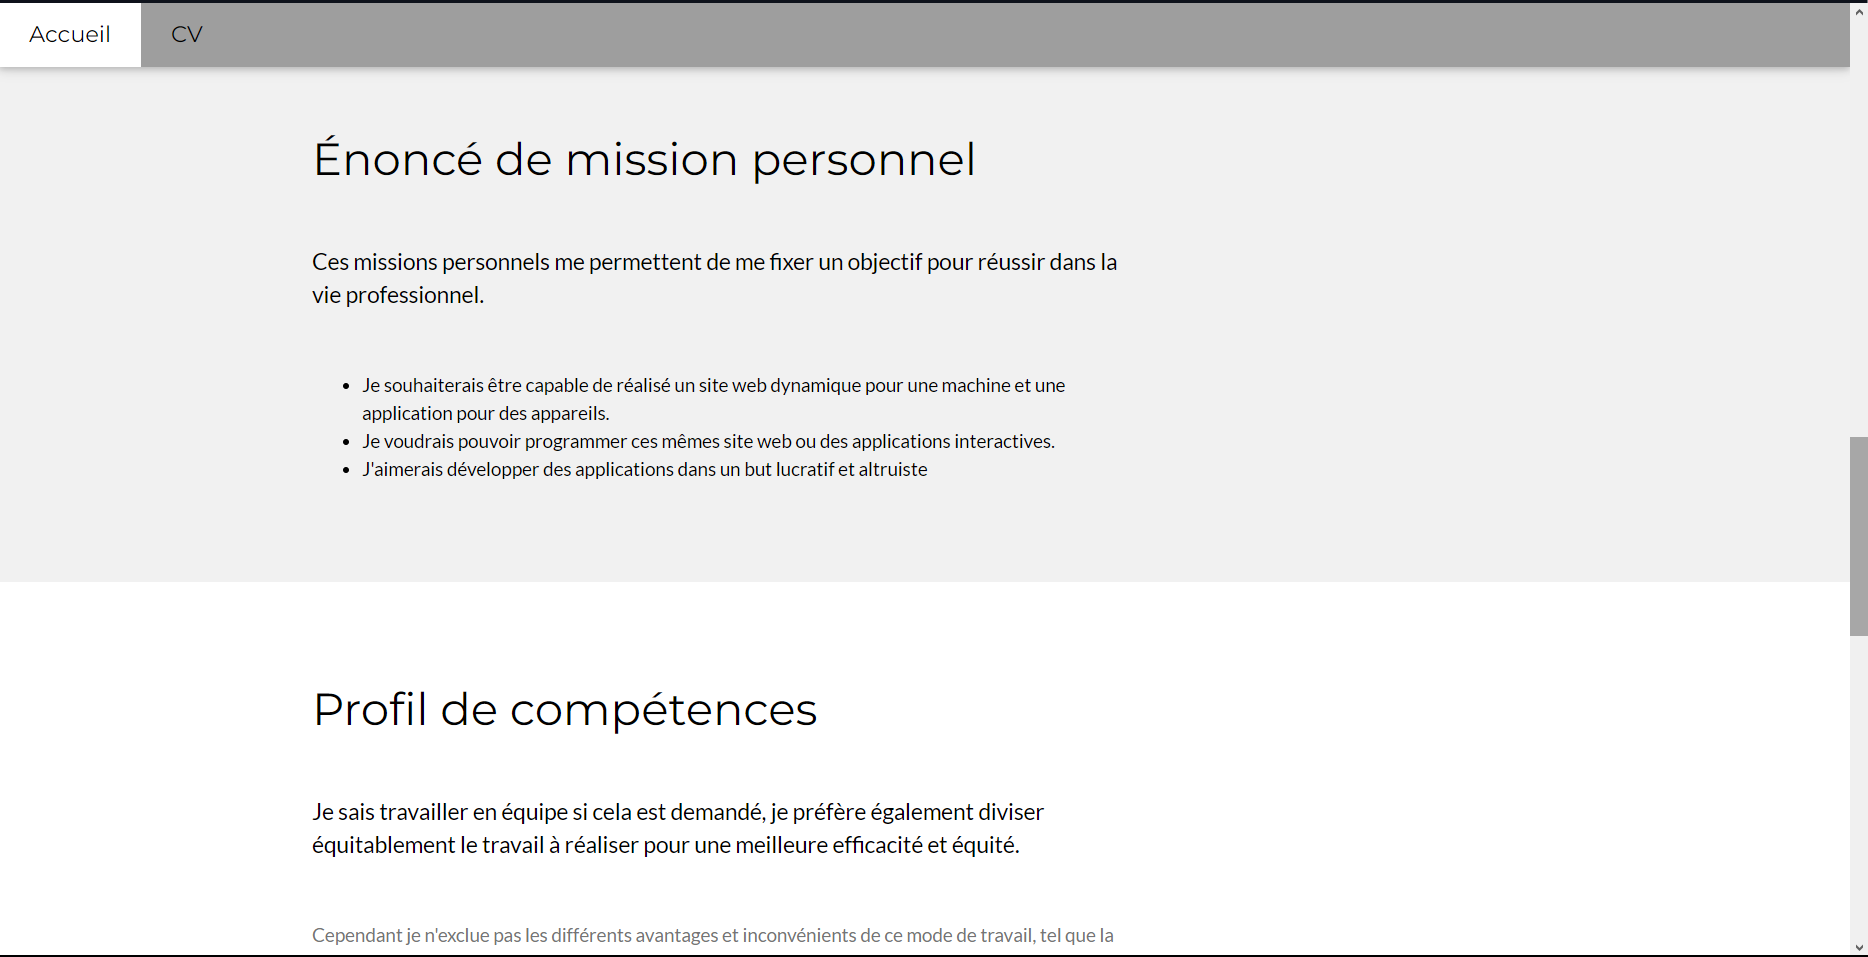 Accueil
CV
Énoncé de mission personnel
Ces missions personnels me permettent de me fixer un objectif pour réussir dans la
vie professionnel.
• Je souhaiterais être capable de réalisé un site web dynamique pour une machine et une
application pour des appareils.
• Je voudrais pouvoir programmer ces mêmes site web ou des applications interactives.
• J'aimerais développer des applications dans un but lucratif et altruiste
Profil de compétences
Je sais travailler en équipe si cela est demandé, je préfère également diviser
équitablement le travail à réaliser pour une meilleure efficacité et équité.
Cependant je n'exclue pas les différents avantages et inconvénients de ce mode de travail, tel que la